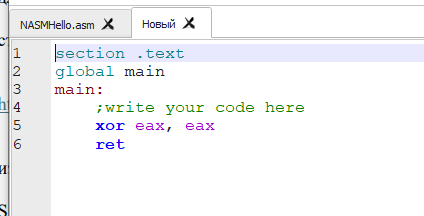 NASMHello.asm Новый
1 section .text
2 global main
3 main:
4 ;write your code here
5 xor eax, eax
6 ret